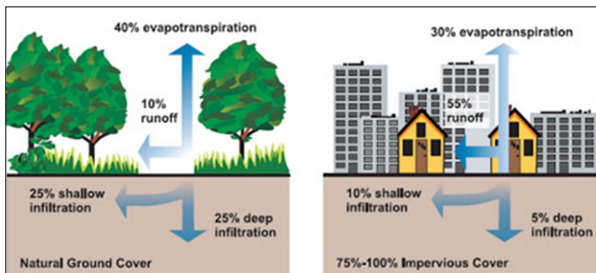 40% evapotranspiration
10%
runoff
25% shallow
infiltration
25% deep
infiltration
Natural Ground Cover
30% evapotranspiration
55%
runoff
10% shallow
infiltration
5% deep
infiltration
75%-100% Impervious Cover